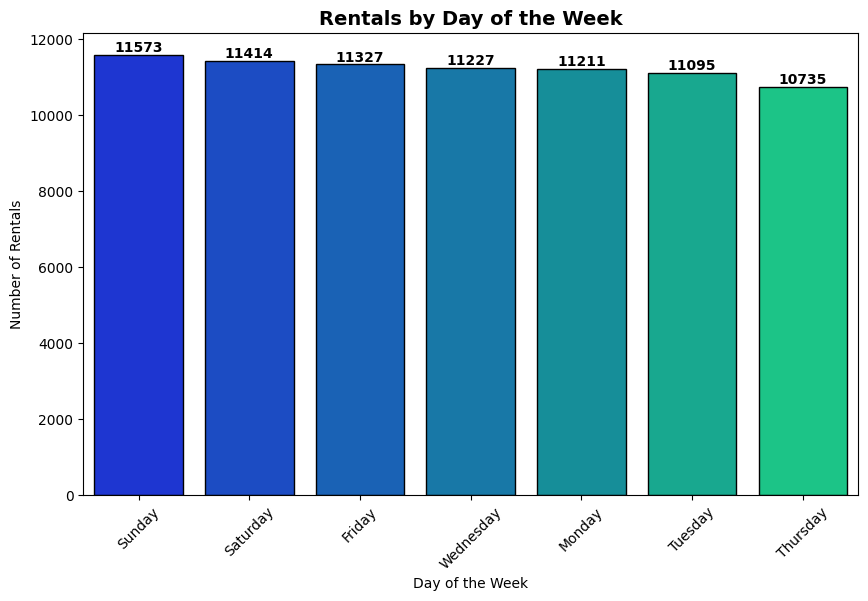 Rentals by Day of the Week
12000
10000
8000
6000
4000
2000
0
Number of Rentals
11573
11414
11327
11227
11211
11095
10735
Sunday
Saturday
Friday
Wednesday
Monday
Tuesday
Thursday
Day of the Week